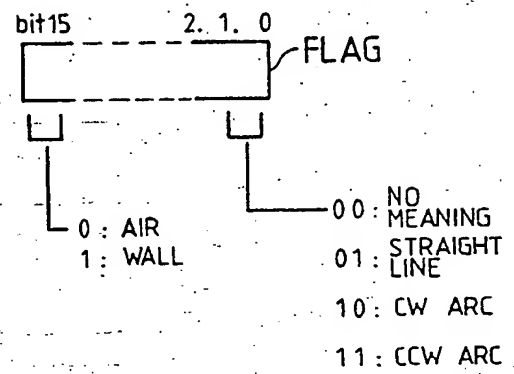 bit15 2. 1. 0
FLAG
0 : AIR
1 : WALL
00 : NO MEANING
01 : STRAIGHT LINE
10 : CW ARC
11 : CCW ARC